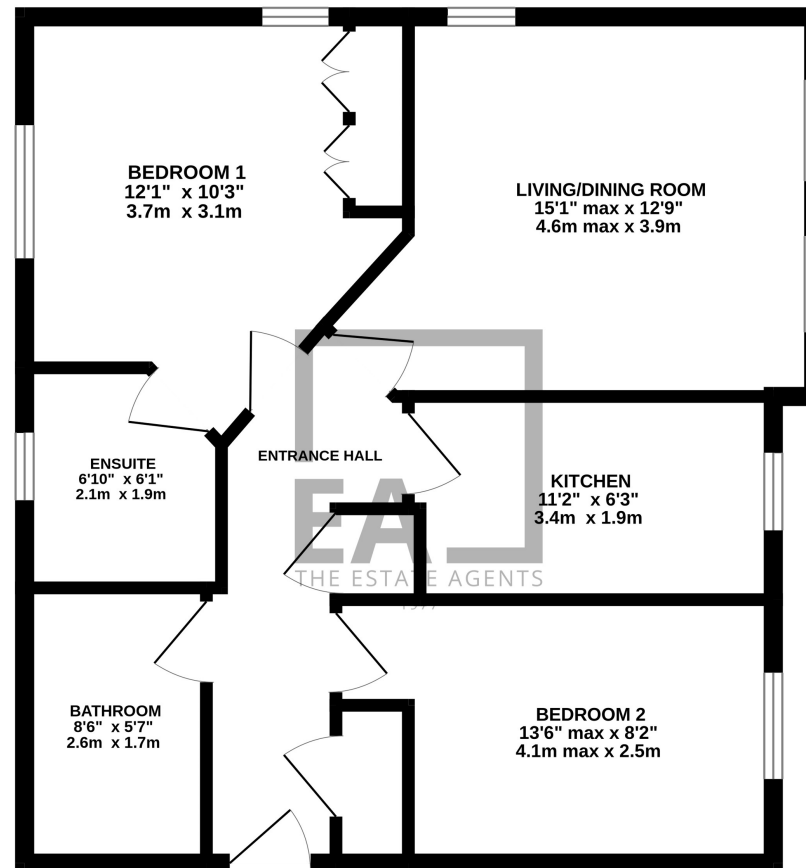 BEDROOM 1
12'1" x 10'3"
3.7m x 3.1m
LIVING/DINING ROOM
15'1" max x 12'9"
4.6m max x 3.9m
ENSUITE
6'10" x 6'1"
2.1m x 1.9m
ENTRANCE HALL
KITCHEN
11'2" x 6'3"
3.4m x 1.9m
EA
THE ESTATE AGENTS
BATHROOM
8'6" x 5'7"
2.6m x 1.7m
BEDROOM 2
13'6" max x 8'2"
4.1m max x 2.5m